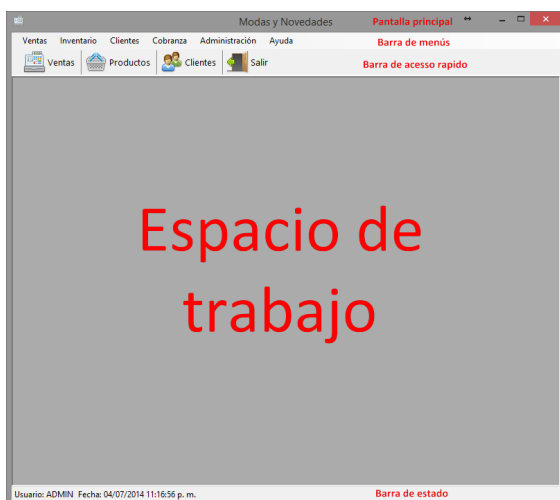 Modas y Novedades Pantalla principal
Ventas Inventario Clientes Cobranza Administración Ayuda Barra de menús
Ventas Productos Clientes Salir Barra de acesso rapido
Espacio de
trabajo
Usuario: ADMIN Fecha: 04/07/2014 11:16:56 p. m. Barra de estado